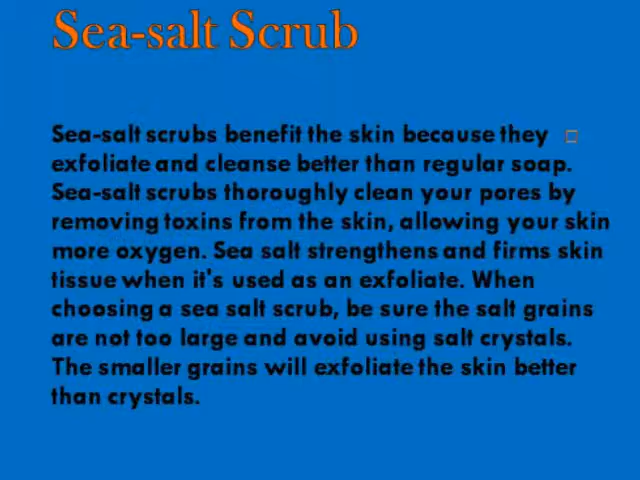 Sea-salt Scrub
Sea-salt scrubs benefit the skin because they
exfoliate and cleanse better than regular soap.
Sea-salt scrubs thoroughly clean your pores by
removing toxins from the skin, allowing your skin
more oxygen. Sea salt strengthens and firms skin
tissue when it's used as an exfoliate. When
choosing a sea salt scrub, be sure the salt grains
are not too large and avoid using salt crystals.
The smaller grains will exfoliate the skin better
than crystals.